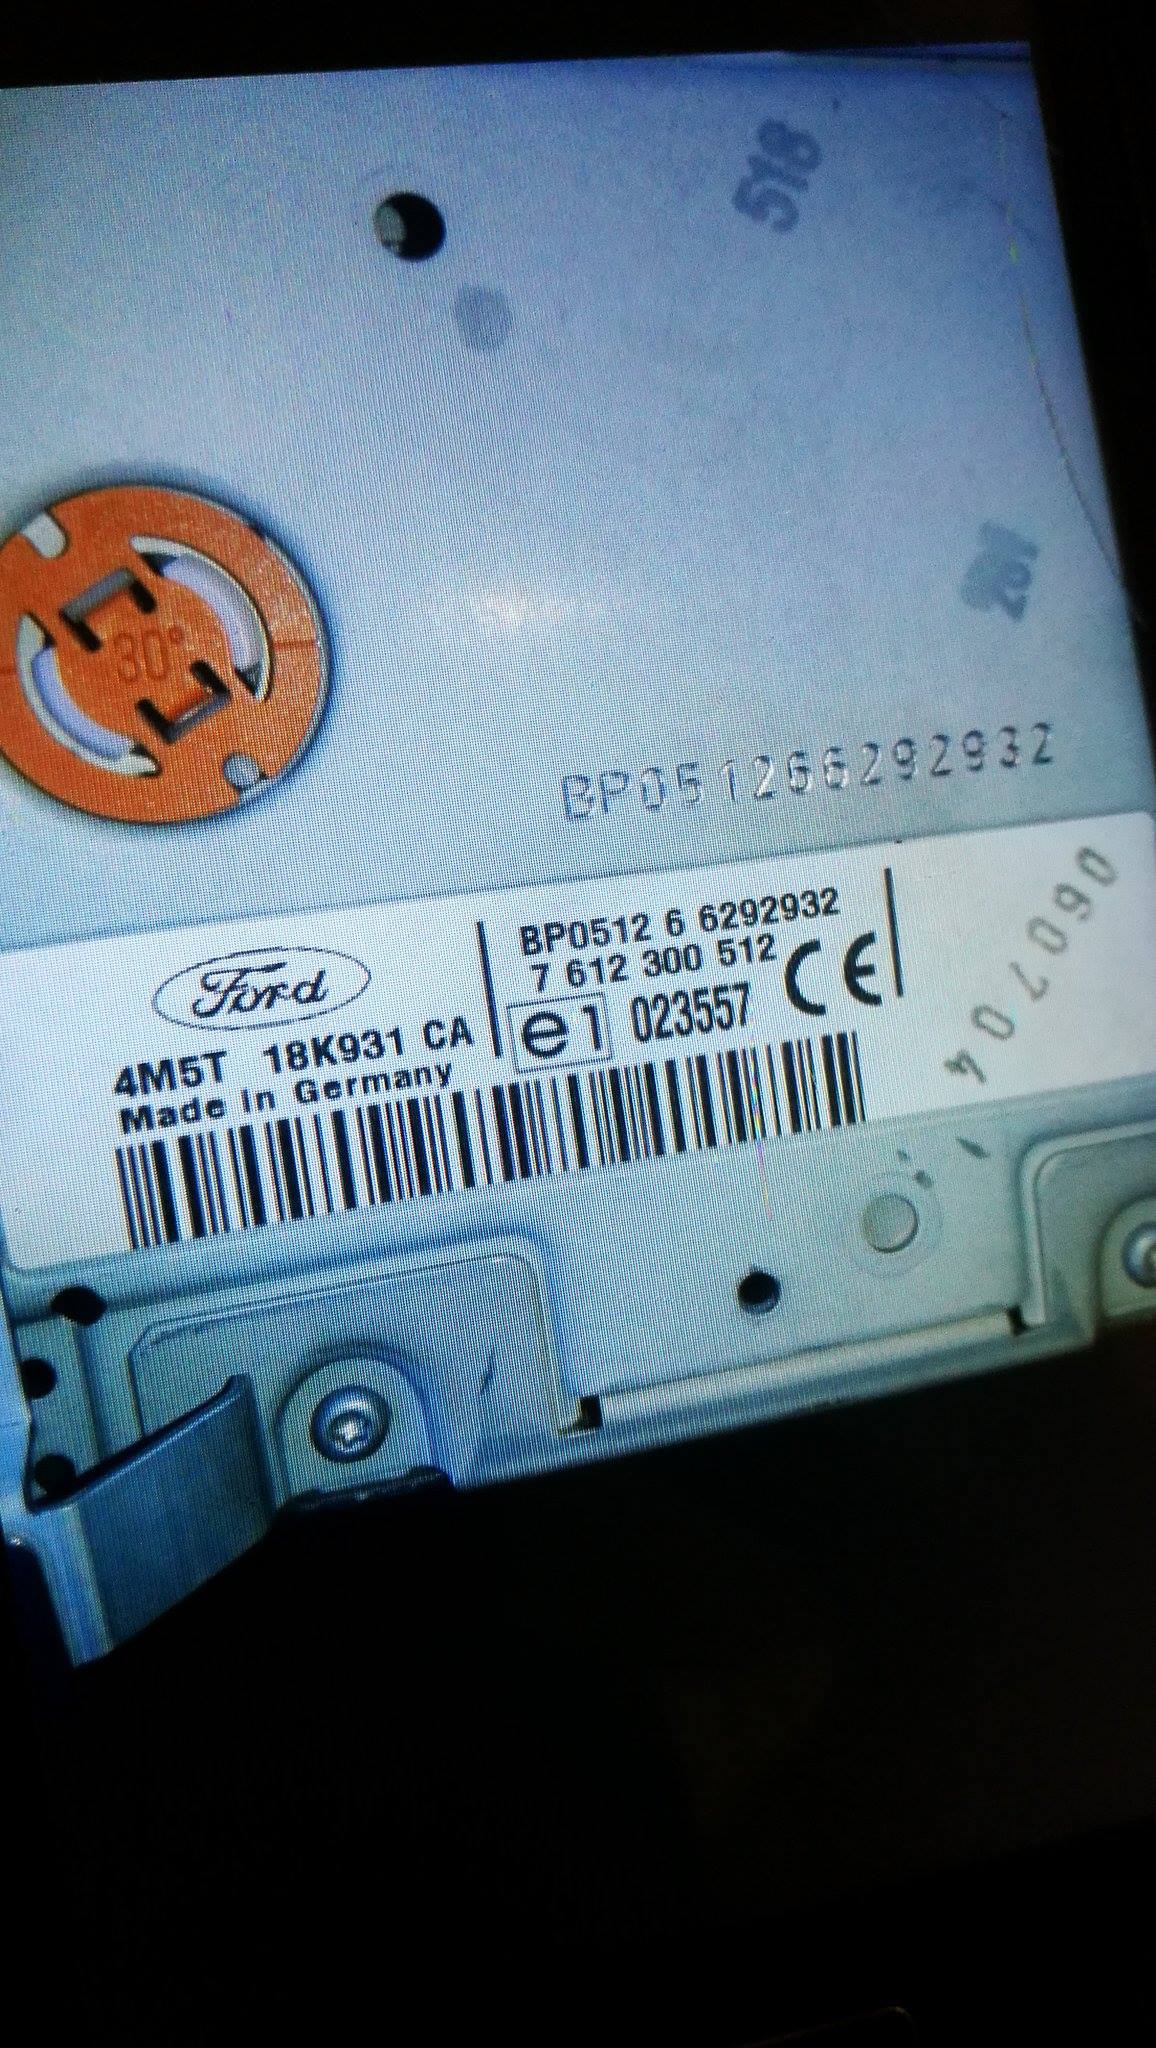 518
30°
BP051266292932
Ford
4M5T 18K931 CA
Made in Germany
BP0512 6 6292932
7 612 300 512
e1 023557 CE